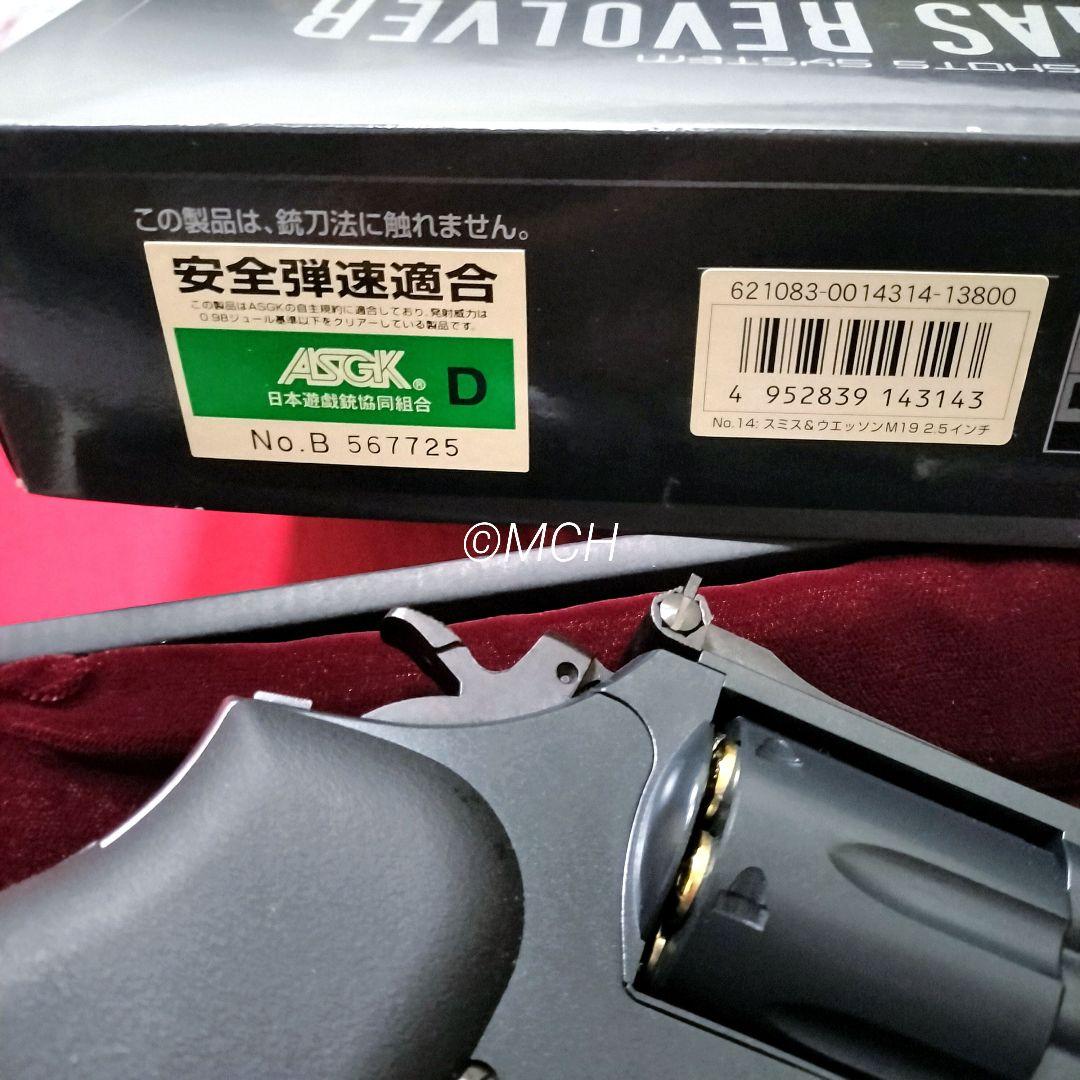 GAS REVOLVER
SHOTS SYSTEM
この製品は、銃刀法に触れません。
安全弾速適合
この製品はASGKの自主規約に適合しており、発射威力は
0.98ジュール基準以下をクリアーしている製品です。
ASGK® D
日本遊戯銃協同組合
No.B 567725
621083-0014314-13800
4 952839 143143
No.14: スミス&ウエッソンM19 2.5インチ
©MCH